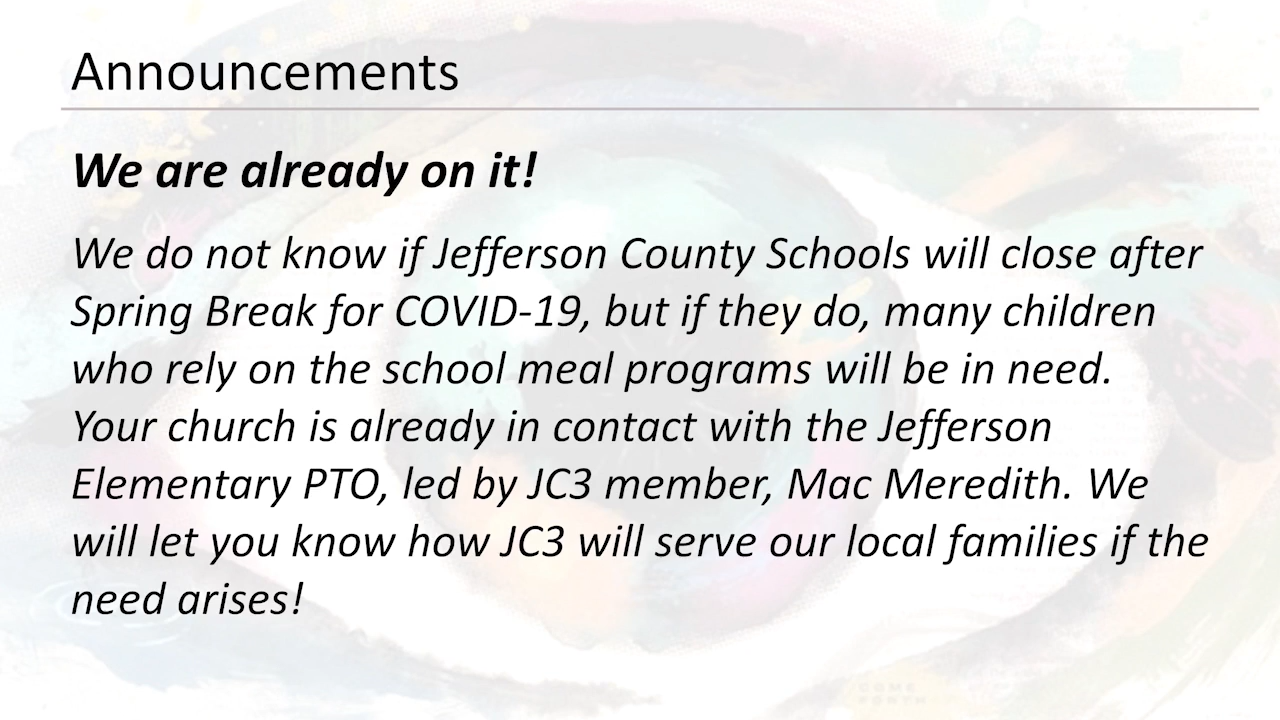 Announcements
We are already on it!
We do not know if Jefferson County Schools will close after
Spring Break for COVID-19, but if they do, many children
who rely on the school meal programs will be in need.
Your church is already in contact with the Jefferson
Elementary PTO, led by JC3 member, Mac Meredith. We
will let you know how JC3 will serve our local families if the
need arises!
COME
FORTH